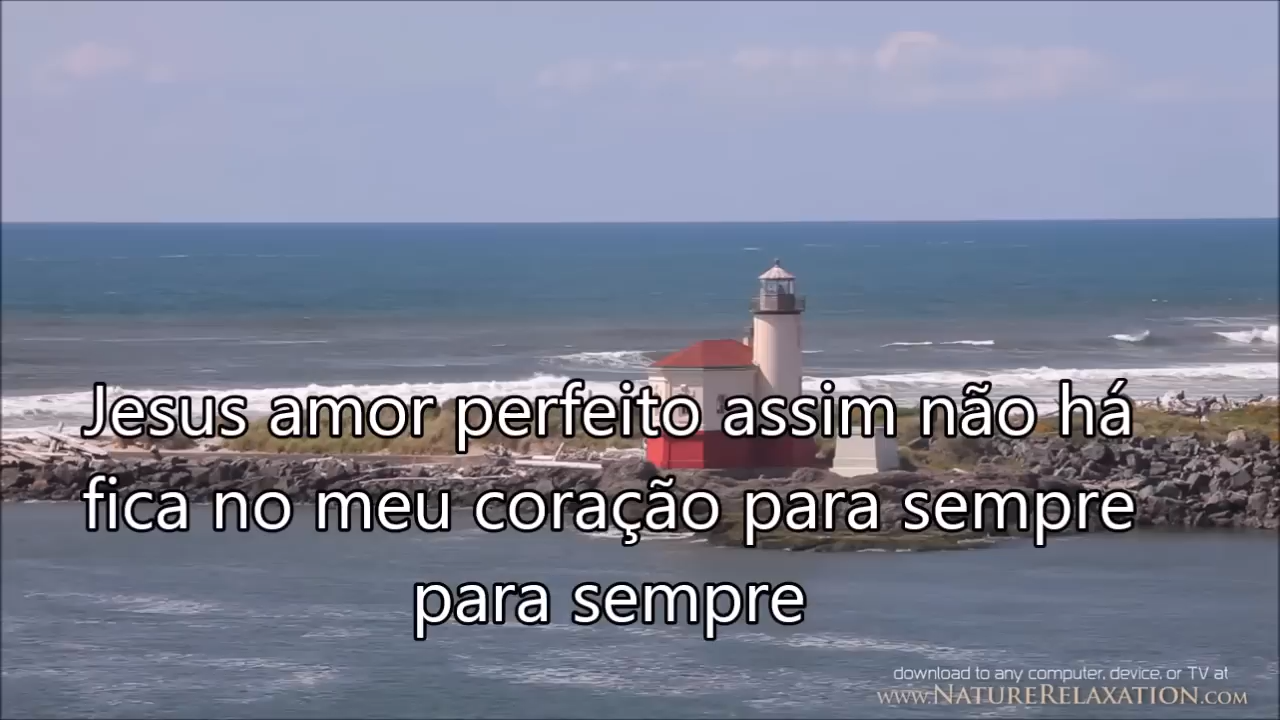 Jesus amor perfeito assim não há
fica no meu coração para sempre
para sempre
download to any computer, device, or TV at
www.NatureRelaxation.com